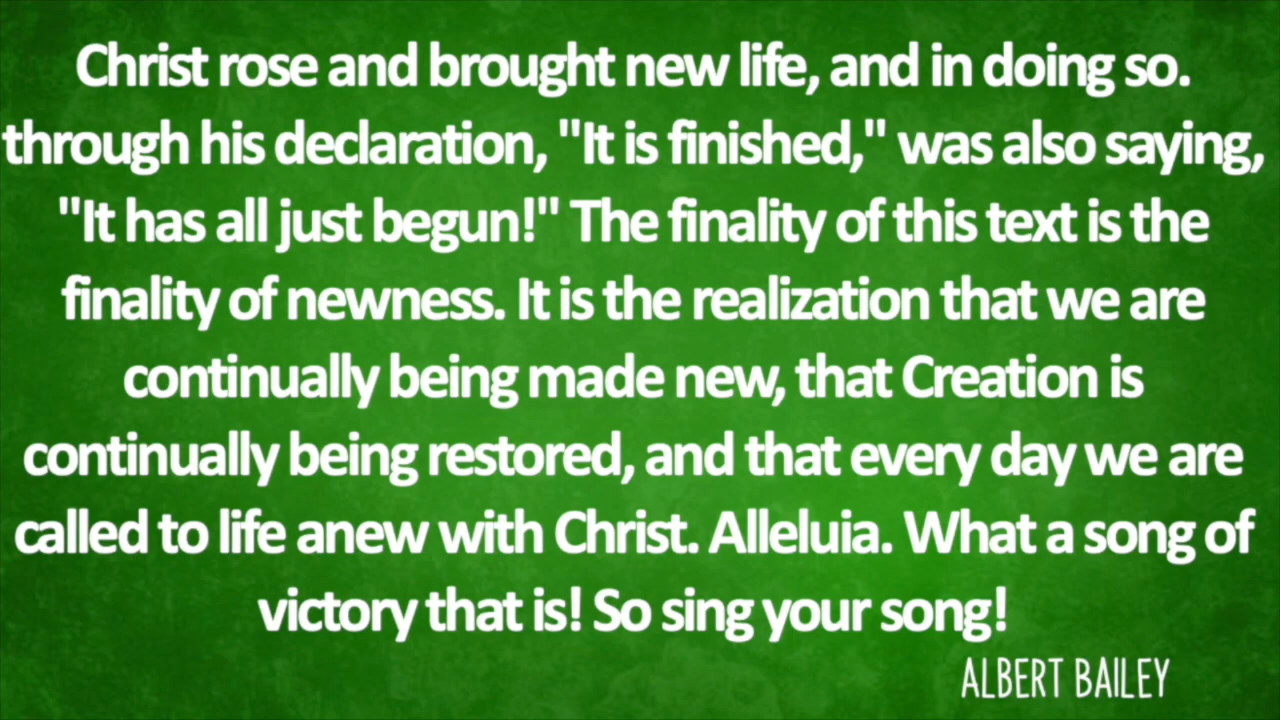 Christ rose and brought new life, and in doing so.
through his declaration, "It is finished," was also saying,
"It has all just begun!" The finality of this text is the
finality of newness. It is the realization that we are
continually being made new, that Creation is
continually being restored, and that every day we are
called to life anew with Christ. Alleluia. What a song of
victory that is! So sing your song!
ALBERT BAILEY